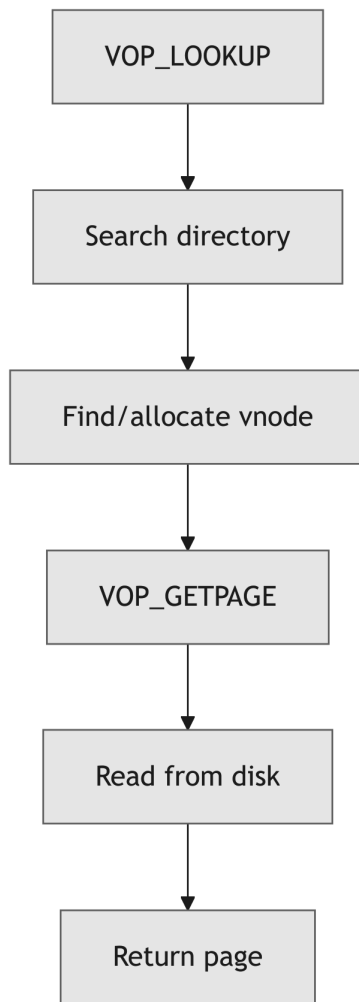 VOP_LOOKUP
Search directory
Find/allocate vnode
VOP_GETPAGE
Read from disk
Return page